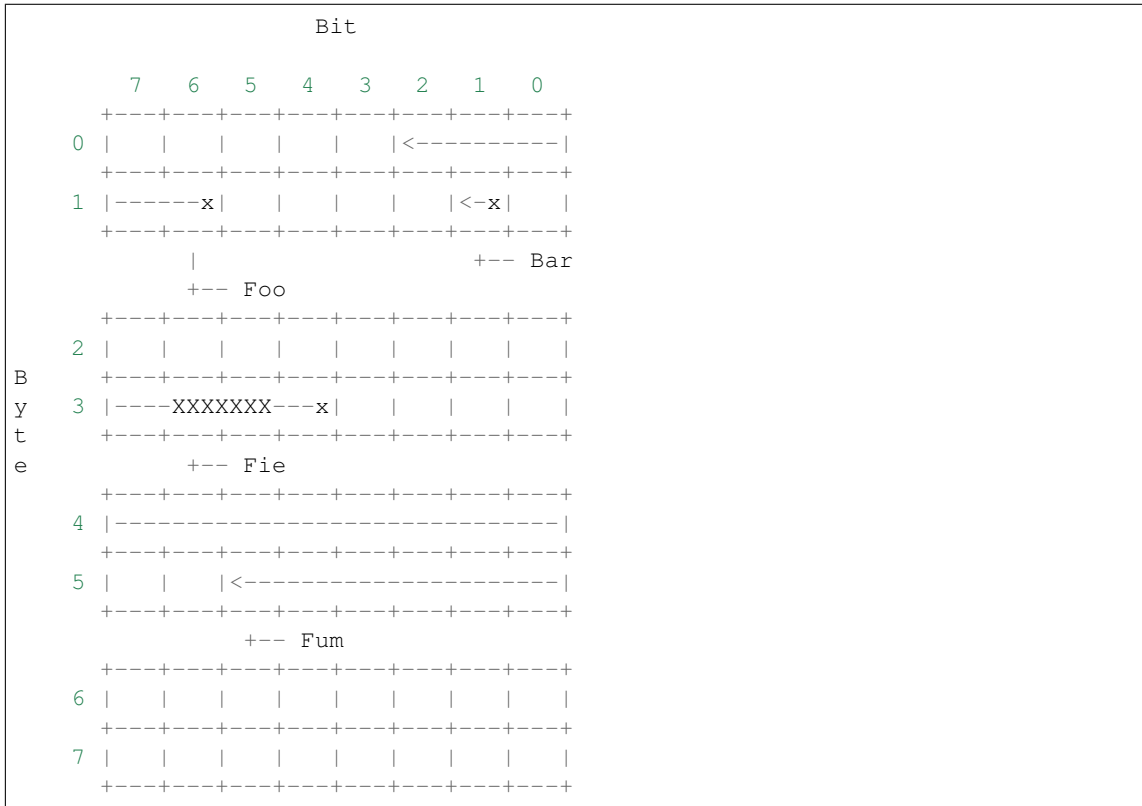 Bit

         7   6   5   4   3   2   1   0
       +---+---+---+---+---+---+---+---+
     0 |   |   |   |   |   |<----------|
       +---+---+---+---+---+---+---+---+
     1 |------x|   |   |   |   |<-x|   |
       +---+---+---+---+---+---+---+---+
             |                   +-- Bar
             +-- Foo
       +---+---+---+---+---+---+---+---+
     2 |   |   |   |   |   |   |   |   |
B      +---+---+---+---+---+---+---+---+
y    3 |----XXXXXXX---x|   |   |   |   |
t      +---+---+---+---+---+---+---+---+
e            +-- Fie
       +---+---+---+---+---+---+---+---+
     4 |-------------------------------|
       +---+---+---+---+---+---+---+---+
     5 |   |   |<----------------------|
       +---+---+---+---+---+---+---+---+
                 +-- Fum
       +---+---+---+---+---+---+---+---+
     6 |   |   |   |   |   |   |   |   |
       +---+---+---+---+---+---+---+---+
     7 |   |   |   |   |   |   |   |   |
       +---+---+---+---+---+---+---+---+